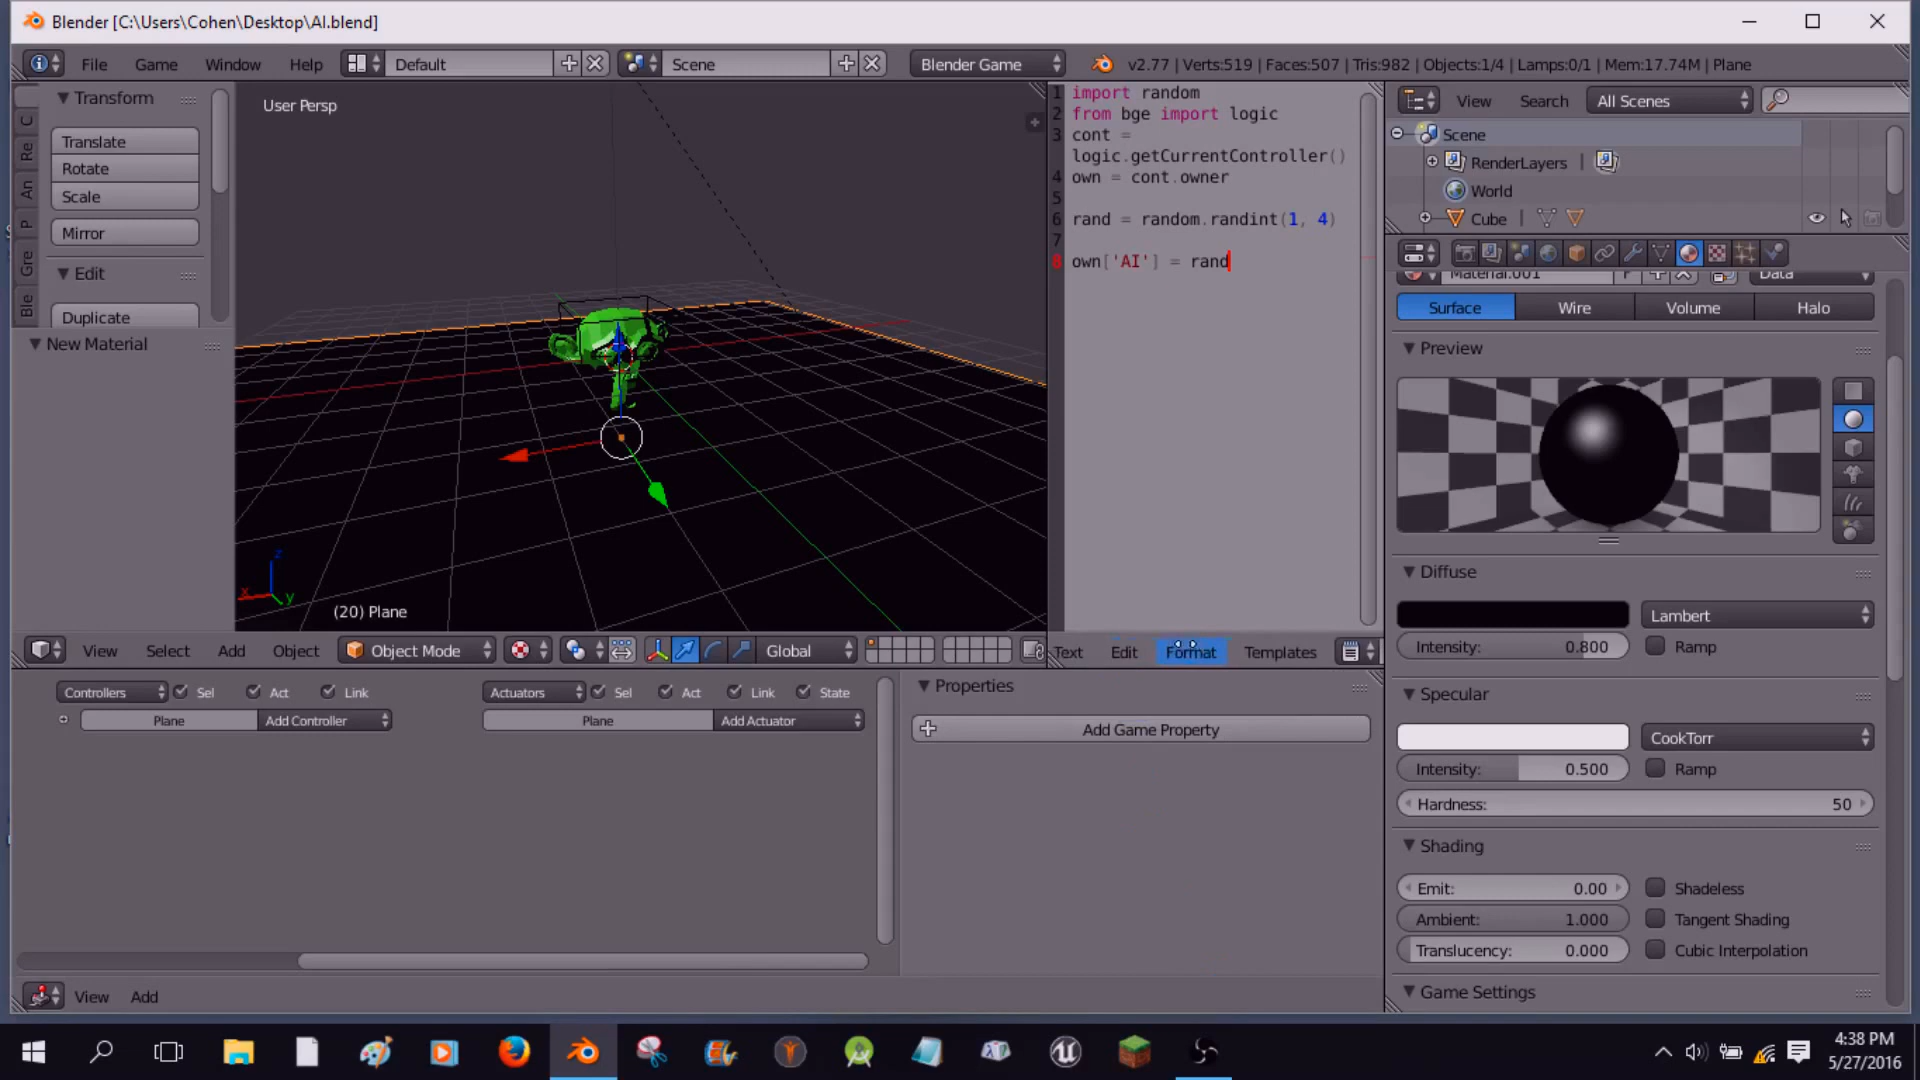 Blender [C:\Users\Cohen\Desktop\AI.blend]
File Game Window Help Default Scene Blender Game v2.77 | Verts:519 | Faces:507 | Tris:982 | Objects:1/4 | Lamps:0/1 | Mem:17.74M | Plane
Transform
Translate
Rotate
Scale
Mirror
Edit
Duplicate
New Material
C
Re
An
P
Gre
Ble
User Persp
z
x
y
(20) Plane
1 import random
2 from bge import logic
3 cont =
logic.getCurrentController()
4 own = cont.owner
5
6 rand = random.randint(1, 4)
7
8 own['AI'] = rand
View Search All Scenes
Scene
RenderLayers |
World
Cube |
Material.001 F Data
Surface Wire Volume Halo
Preview
Diffuse
Lambert
Intensity: 0.800 Ramp
Specular
CookTorr
Intensity: 0.500 Ramp
Hardness: 50
Shading
Emit: 0.00 Shadeless
Ambient: 1.000 Tangent Shading
Translucency: 0.000 Cubic Interpolation
Game Settings
View Select Add Object Object Mode Global
Text Edit Format Templates
Controllers Sel Act Link Actuators Sel Act Link State
Plane Add Controller Plane Add Actuator
Properties
Add Game Property
View Add
4:38 PM
5/27/2016